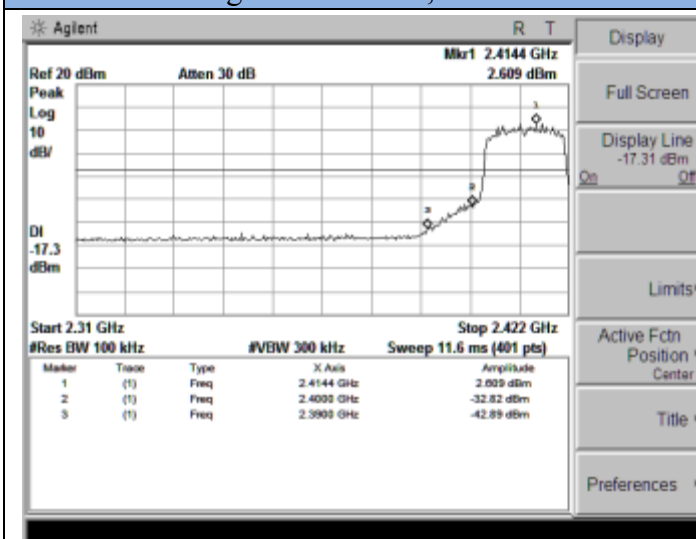 Agilent R T
Mkr1 2.4144 GHz
Ref 20 dBm Atten 30 dB 2.609 dBm
Peak
Log
10
dB/
1
2
3
DI
-17.3
dBm
Start 2.31 GHz Stop 2.422 GHz
#Res BW 100 kHz #VBW 300 kHz Sweep 11.6 ms (401 pts)
Marker Trace Type X Axis Amplitude
1 (1) Freq 2.4144 GHz 2.609 dBm
2 (1) Freq 2.4000 GHz -32.82 dBm
3 (1) Freq 2.3900 GHz -42.89 dBm
Display
Full Screen
Display Line
-17.31 dBm
On Off
Limits
Active Fctn
Position
Center
Title
Preferences